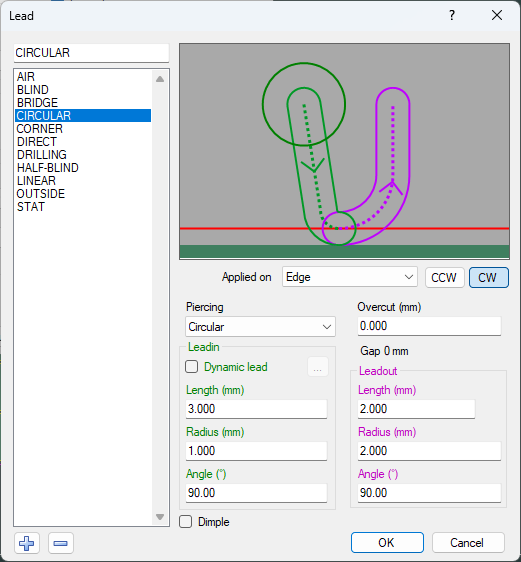 Lead
?
CIRCULAR
AIR
BLIND
BRIDGE
CIRCULAR
CORNER
DIRECT
DRILLING
HALF-BLIND
LINEAR
OUTSIDE
STAT
Applied on Edge CCW CW
Piercing
Circular
Leadin
Dynamic lead ...
Length (mm)
3.000
Radius (mm)
1.000
Angle (°)
90.00
Dimple
Overcut (mm)
0.000
Gap 0 mm
Leadout
Length (mm)
2.000
Radius (mm)
2.000
Angle (°)
90.00
OK Cancel